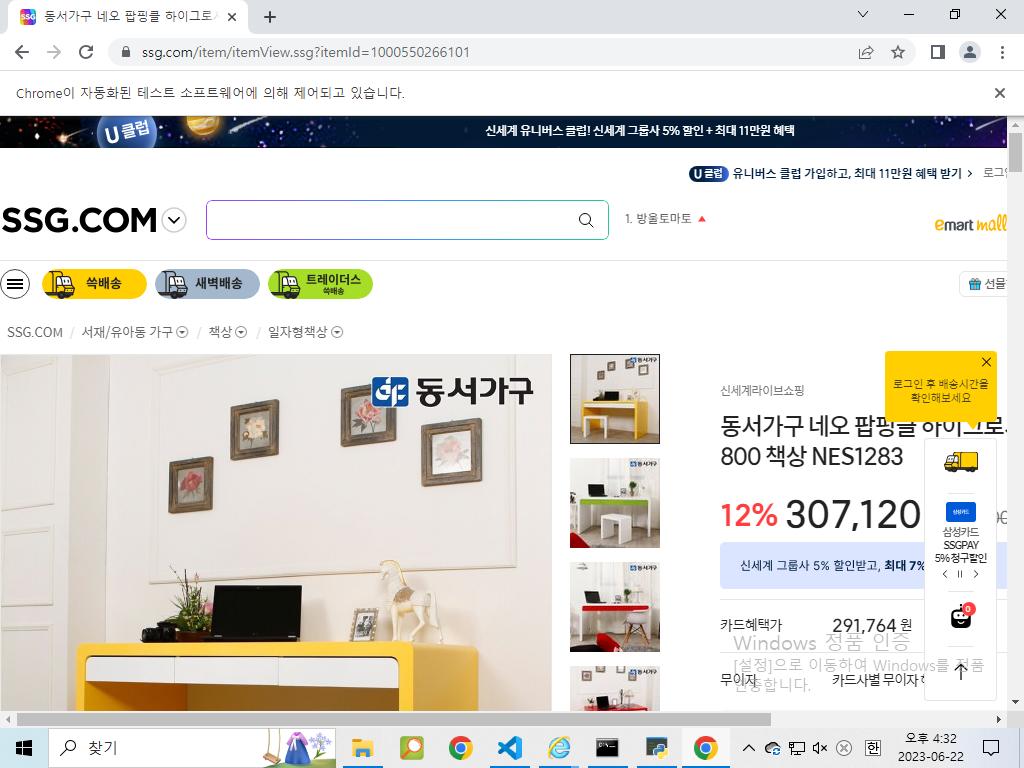 동서가구 네오 팝핑클 하이그로시
ssg.com/item/itemView.ssg?itemId=1000550266101
Chrome이 자동화된 테스트 소프트웨어에 의해 제어되고 있습니다.
U 클럽
신세계 유니버스 클럽! 신세계 그룹사 5% 할인 + 최대 11만원 혜택
U 클럽 유니버스 클럽 가입하고, 최대 11만원 혜택 받기 >
로그인
SSG.COM
1. 방울토마토
emart mall
쓱배송
새벽배송
트레이더스
쓱배송
선물
SSG.COM / 서재/유아동 가구 / 책상 / 일자형책상
동서가구
신세계라이브쇼핑
로그인 후 배송시간을
확인해보세요
동서가구 네오 팝핑클 하이그로시
800 책상 NES1283
12% 307,120
신세계 그룹사 5% 할인받고, 최대 7%
삼성카드
삼성카드
SSGPAY
5% 청구할인
0
카드혜택가 291,764 원
무이자 카드사별 무이자
Windows 정품 인증
[설정]으로 이동하여 Windows를 정품
인증합니다.
찾기
한
오후 4:32
2023-06-22